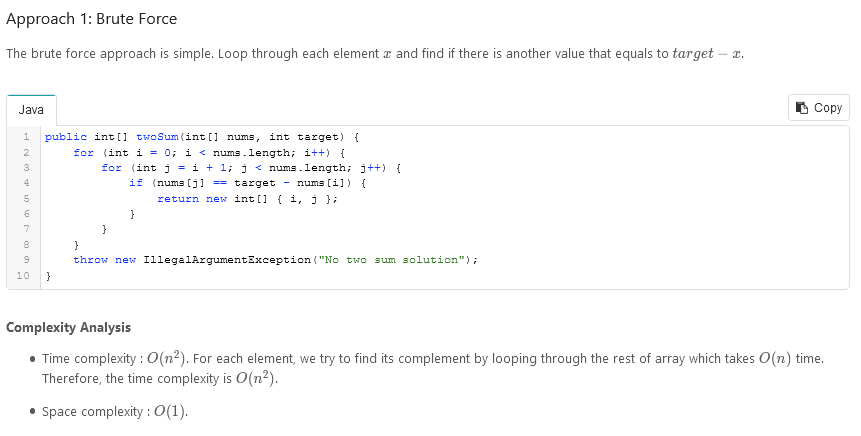 Approach 1: Brute Force
The brute force approach is simple. Loop through each element x and find if there is another value that equals to target − x.
Java
Copy
1 public int[] twoSum(int[] nums, int target) {
2     for (int i = 0; i < nums.length; i++) {
3         for (int j = i + 1; j < nums.length; j++) {
4             if (nums[j] == target - nums[i]) {
5                 return new int[] { i, j };
6             }
7         }
8     }
9     throw new IllegalArgumentException("No two sum solution");
10 }
Complexity Analysis
• Time complexity : O(n²). For each element, we try to find its complement by looping through the rest of array which takes O(n) time.
Therefore, the time complexity is O(n²).
• Space complexity : O(1).